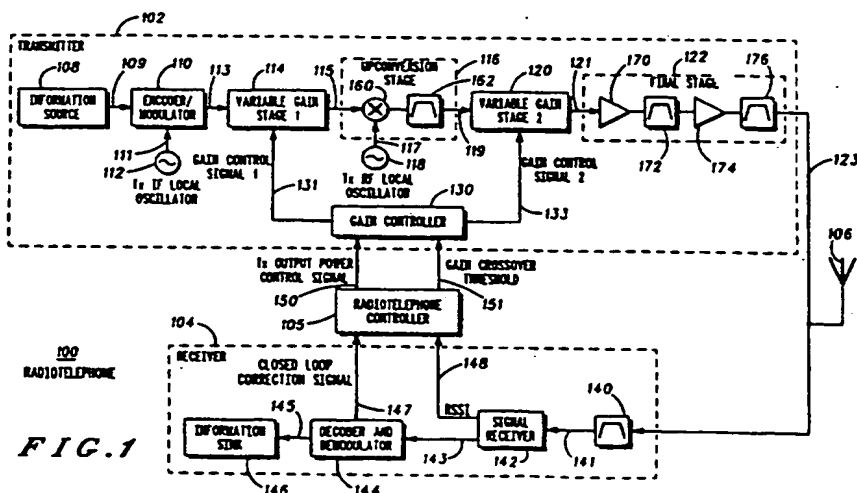 102
TRANSMITTER
108
109
110
113
114
115
UPCONVERSION
STAGE
116
162
160
120
121
170
122
FINAL STAGE
176
INFORMATION
SOURCE
ENCODER/
MODULATOR
VARIABLE GAIN
STAGE 1
VARIABLE GAIN
STAGE 2
111
112
117
118
119
172
174
123
Tx IF LOCAL
OSCILLATOR
GAIN CONTROL
SIGNAL 1
131
Tx RF LOCAL
OSCILLATOR
GAIN CONTROL
SIGNAL 2
133
130
GAIN CONTROLLER
106
Tx OUTPUT POWER
CONTROL SIGNAL
150
GAIN CROSSOVER
THRESHOLD
151
105
RADIOTELEPHONE
CONTROLLER
104
RECEIVER
100
RADIOTELEPHONE
CLOSED LOOP
CORRECTION SIGNAL
148
147
RSSI
140
145
INFORMATION
SINK
DECODER AND
DEMODULATOR
143
SIGNAL
RECEIVER
141
142
146
144
FIG.1